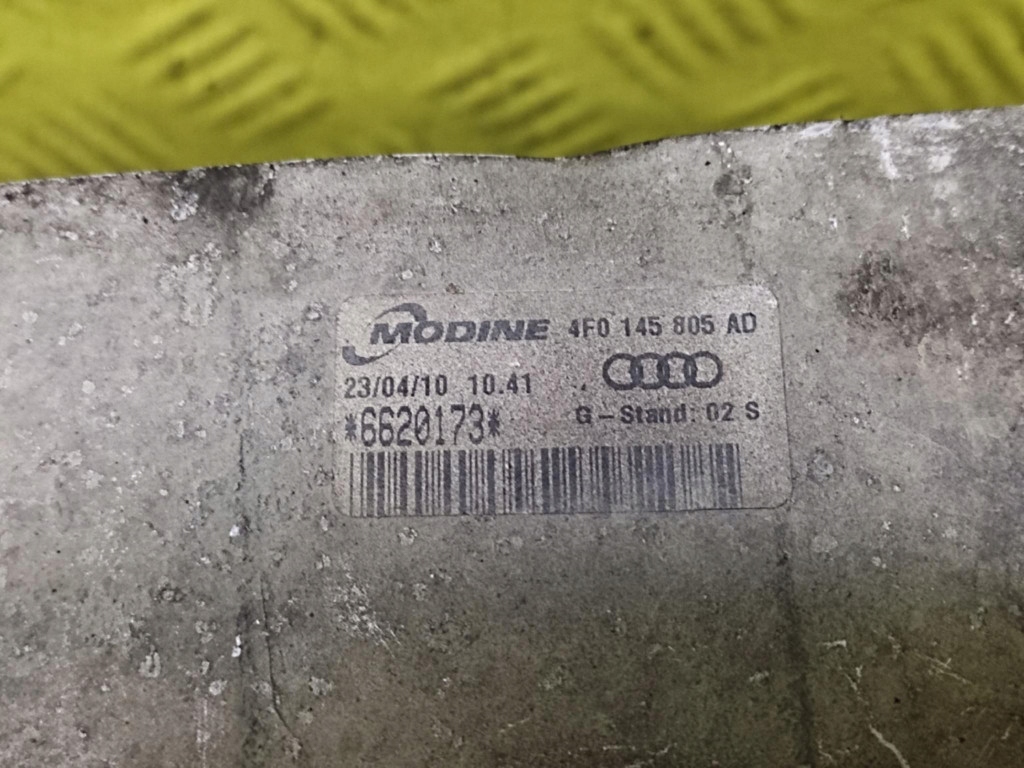 MODINE 4F0 145 805 AD
23/04/10 10.41
*6620173* G-Stand: 02 S